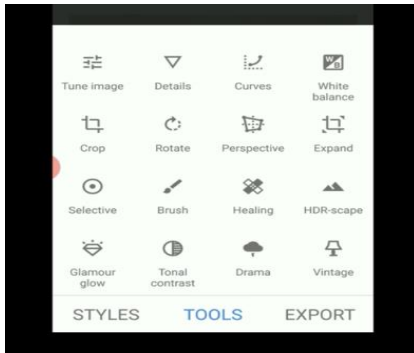 Tune image Details Curves White balance
Crop Rotate Perspective Expand
Selective Brush Healing HDR-scape
Glamour glow Tonal contrast Drama Vintage
STYLES TOOLS EXPORT